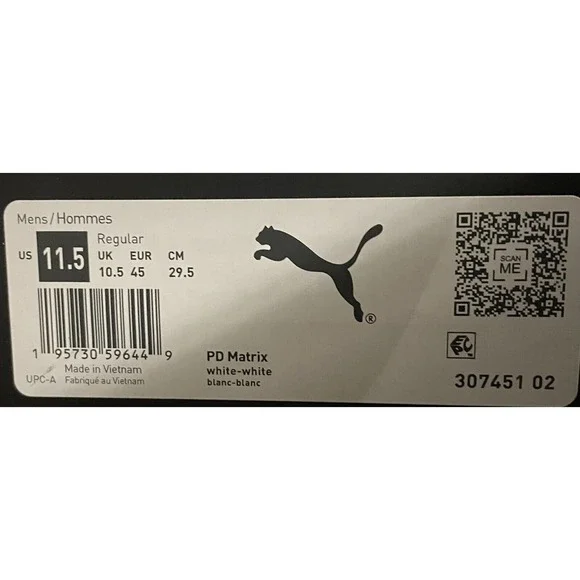 Mens/Hommes
US 11.5
Regular
UK EUR CM
10.5 45 29.5
1 95730 59644 9
UPC-A
Made in Vietnam
Fabriqué au Vietnam
PD Matrix
white-white
blanc-blanc
®
SCAN
ME
307451 02